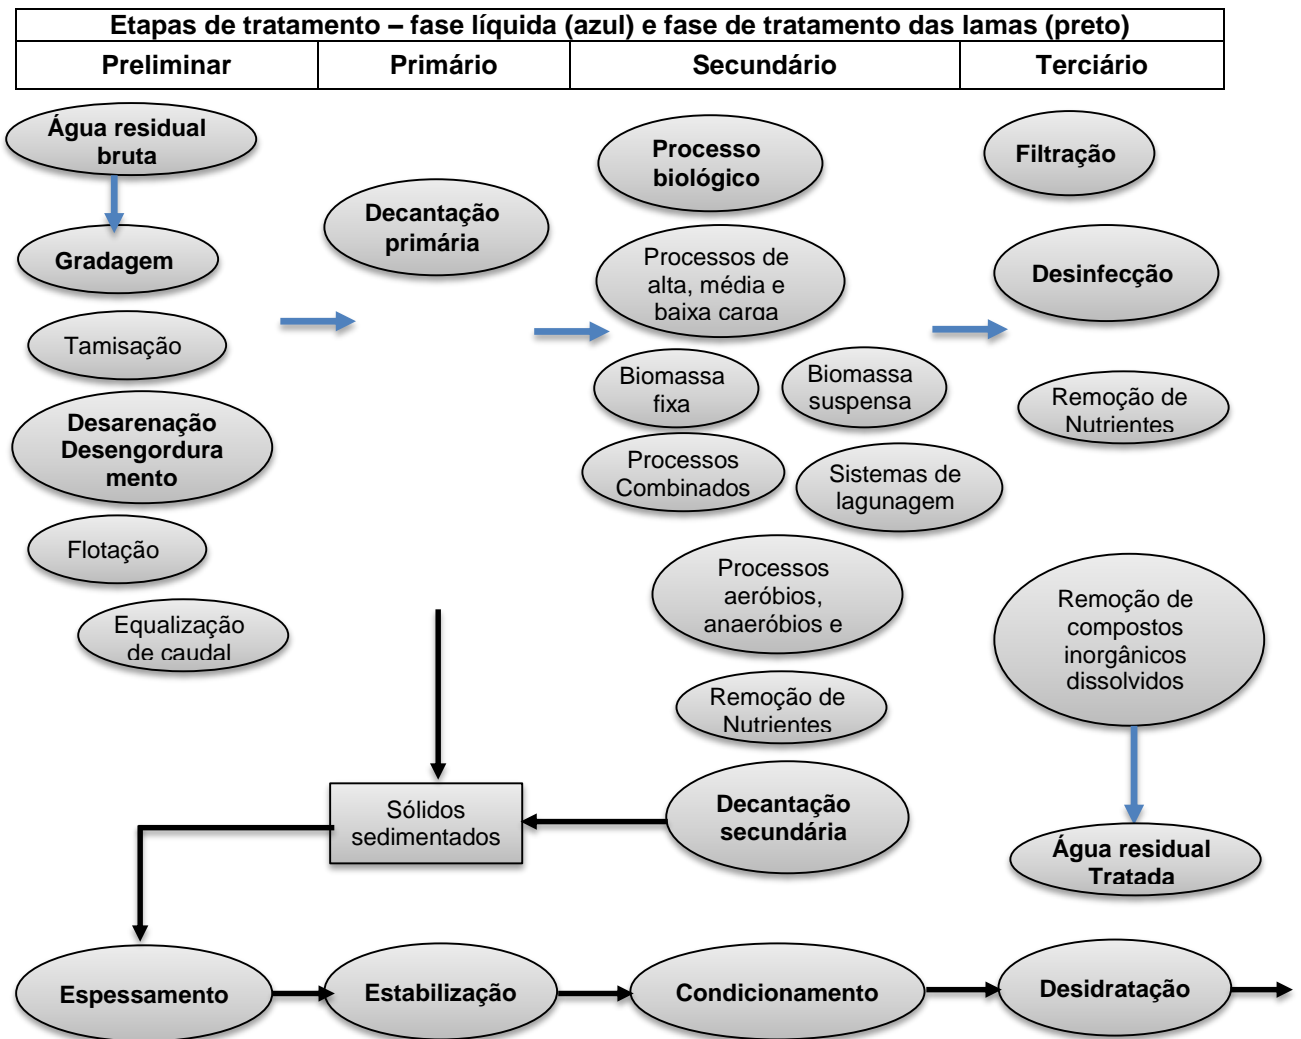 Etapas de tratamento – fase líquida (azul) e fase de tratamento das lamas (preto)
Preliminar
Primário
Secundário
Terciário
Água residual
bruta
Gradagem
Tamisação
Desarenação
Desengordura
mento
Flotação
Equalização
de caudal
Decantação
primária
Sólidos
sedimentados
Processo
biológico
Processos de
alta, média e
baixa carga
Biomassa
fixa
Biomassa
suspensa
Processos
Combinados
Sistemas de
lagunagem
Processos
aeróbios,
anaeróbios e
Remoção de
Nutrientes
Decantação
secundária
Filtração
Desinfecção
Remoção de
Nutrientes
Remoção de
compostos
inorgânicos
dissolvidos
Água residual
Tratada
Espessamento
Estabilização
Condicionamento
Desidratação